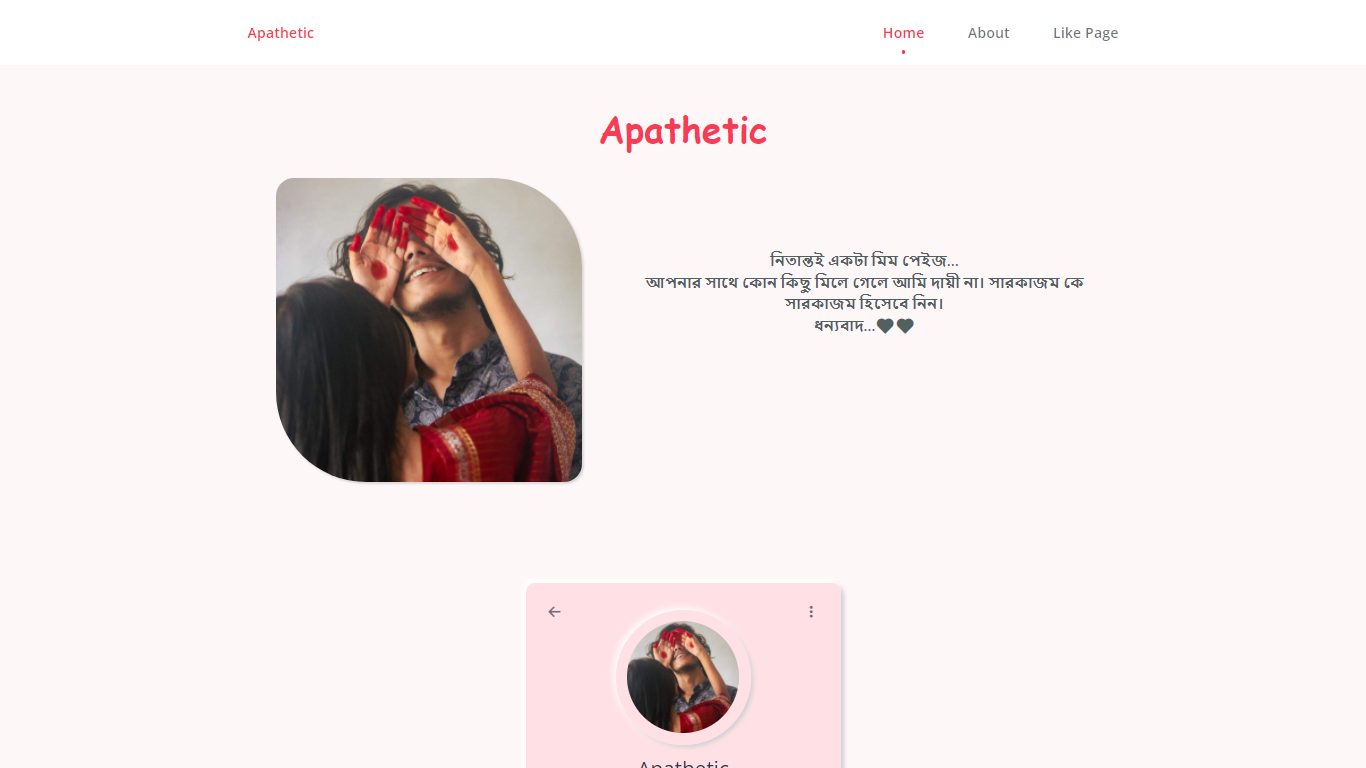 Apathetic
Home
About
Like Page
Apathetic
নিতান্তই একটা মিম পেইজ...
আপনার সাথে কোন কিছু মিলে গেলে আমি দায়ী না। সারকাজম কে
সারকাজম হিসেবে নিন।
ধন্যবাদ...🖤🖤
Apathetic